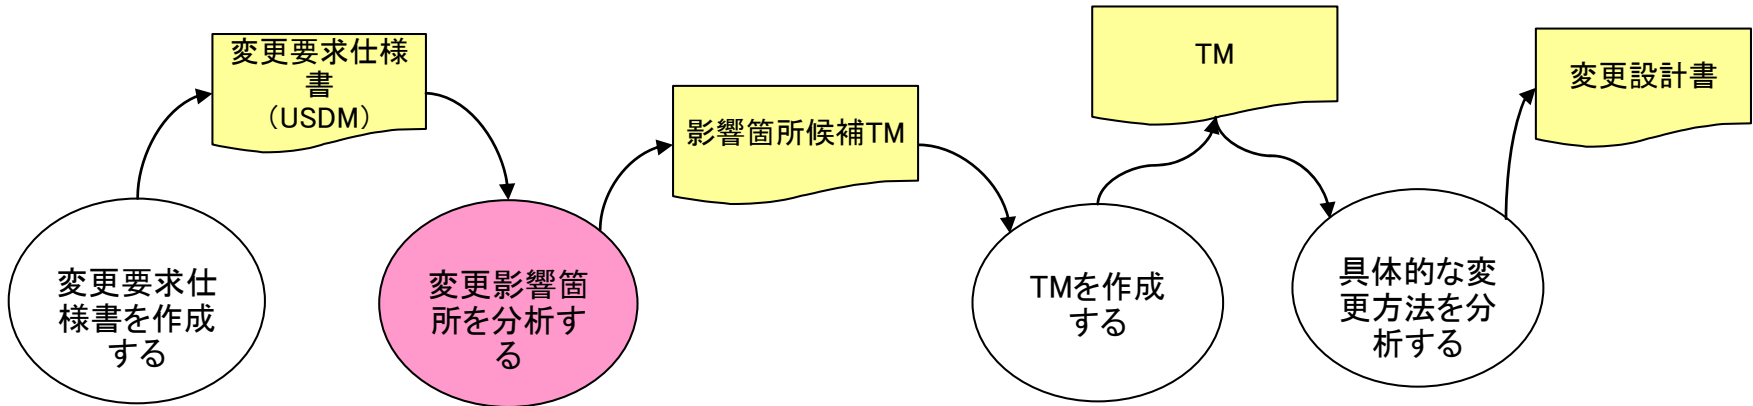 変更要求仕様
書
（USDM）
影響箇所候補TM
TM
変更設計書
変更要求仕
様書を作成
する
変更影響箇
所を分析す
る
TMを作成
する
具体的な変
更方法を分
析する